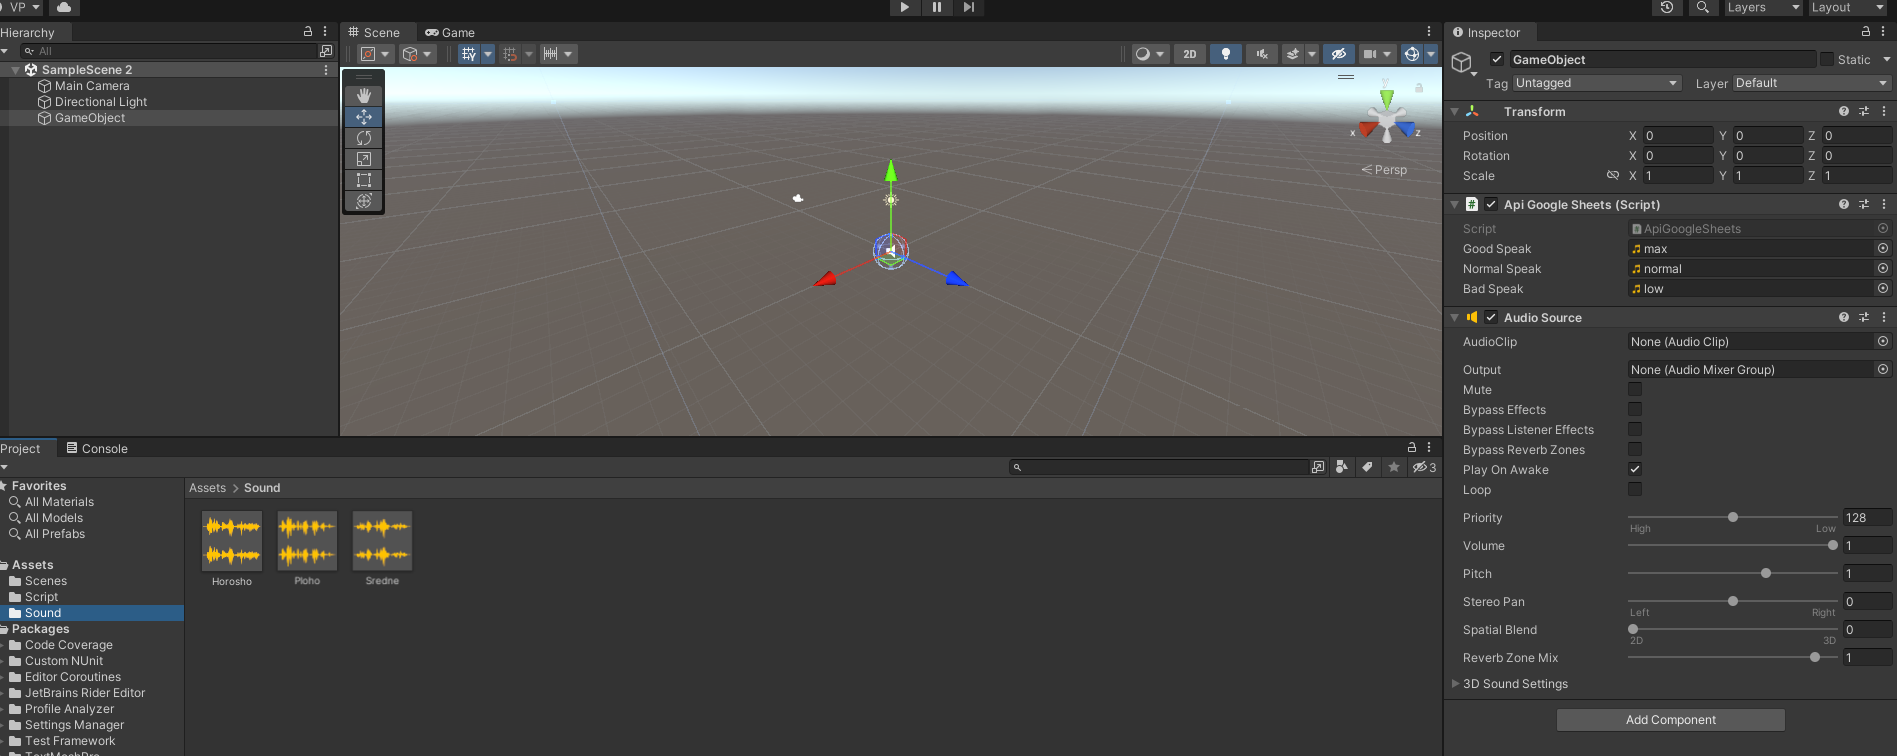 VP
Layers
Layout
Hierarchy
All
SampleScene 2
Main Camera
Directional Light
GameObject
Scene
Game
2D
y
x
z
Persp
Inspector
GameObject
Static
Tag
Untagged
Layer
Default
Transform
Position
X 0
Y 0
Z 0
Rotation
X 0
Y 0
Z 0
Scale
X 1
Y 1
Z 1
Api Google Sheets (Script)
Script
ApiGoogleSheets
Good Speak
max
Normal Speak
normal
Bad Speak
low
Audio Source
AudioClip
None (Audio Clip)
Output
None (Audio Mixer Group)
Mute
Bypass Effects
Bypass Listener Effects
Bypass Reverb Zones
Play On Awake
Loop
Priority
128
High
Low
Volume
1
Pitch
1
Stereo Pan
0
Left
Right
Spatial Blend
0
2D
3D
Reverb Zone Mix
1
3D Sound Settings
Add Component
Project
Console
3
Favorites
All Materials
All Models
All Prefabs
Assets
Scenes
Script
Sound
Packages
Code Coverage
Custom NUnit
Editor Coroutines
JetBrains Rider Editor
Profile Analyzer
Settings Manager
Test Framework
TextMeshPro
Assets > Sound
Horosho
Ploho
Sredne